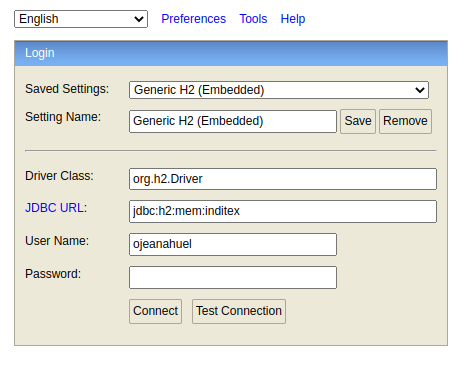 English Preferences Tools Help
Login
Saved Settings: Generic H2 (Embedded)
Setting Name: Generic H2 (Embedded) Save Remove
Driver Class: org.h2.Driver
JDBC URL: jdbc:h2:mem:inditex
User Name: ojeanahuel
Password:
Connect Test Connection